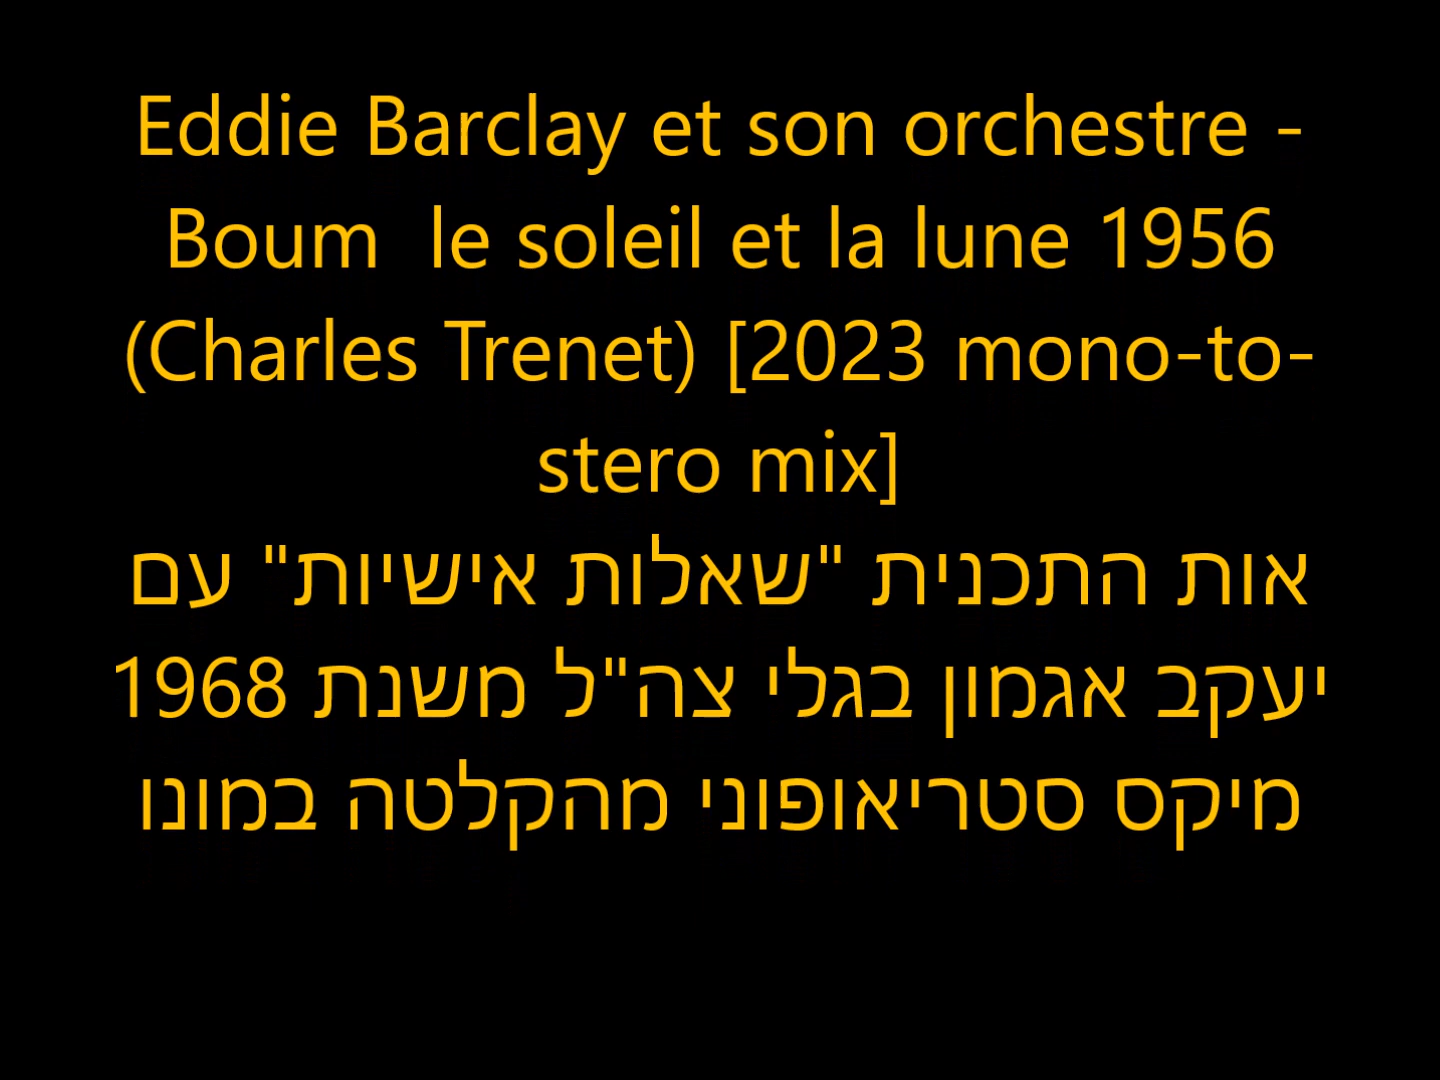 Eddie Barclay et son orchestre -
Boum  le soleil et la lune 1956
(Charles Trenet) [2023 mono-to-
stero mix]
אות התכנית "שאלות אישיות" עם
יעקב אגמון בגלי צה"ל משנת 1968
מיקס סטריאופוני מהקלטה במונו